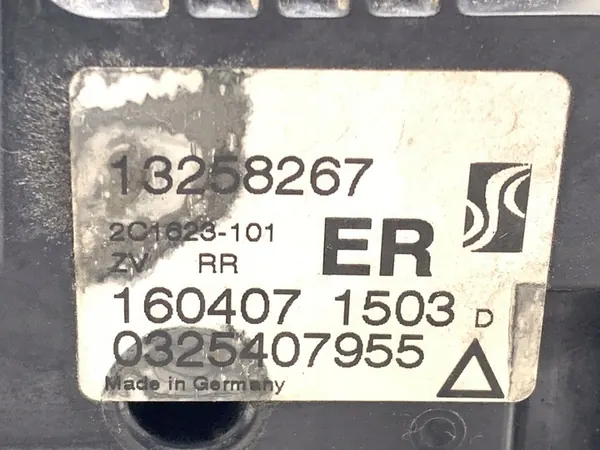 13258267
2C1623-101 ER
ZV RR
160407 1503 D
0325407955
Made in Germany